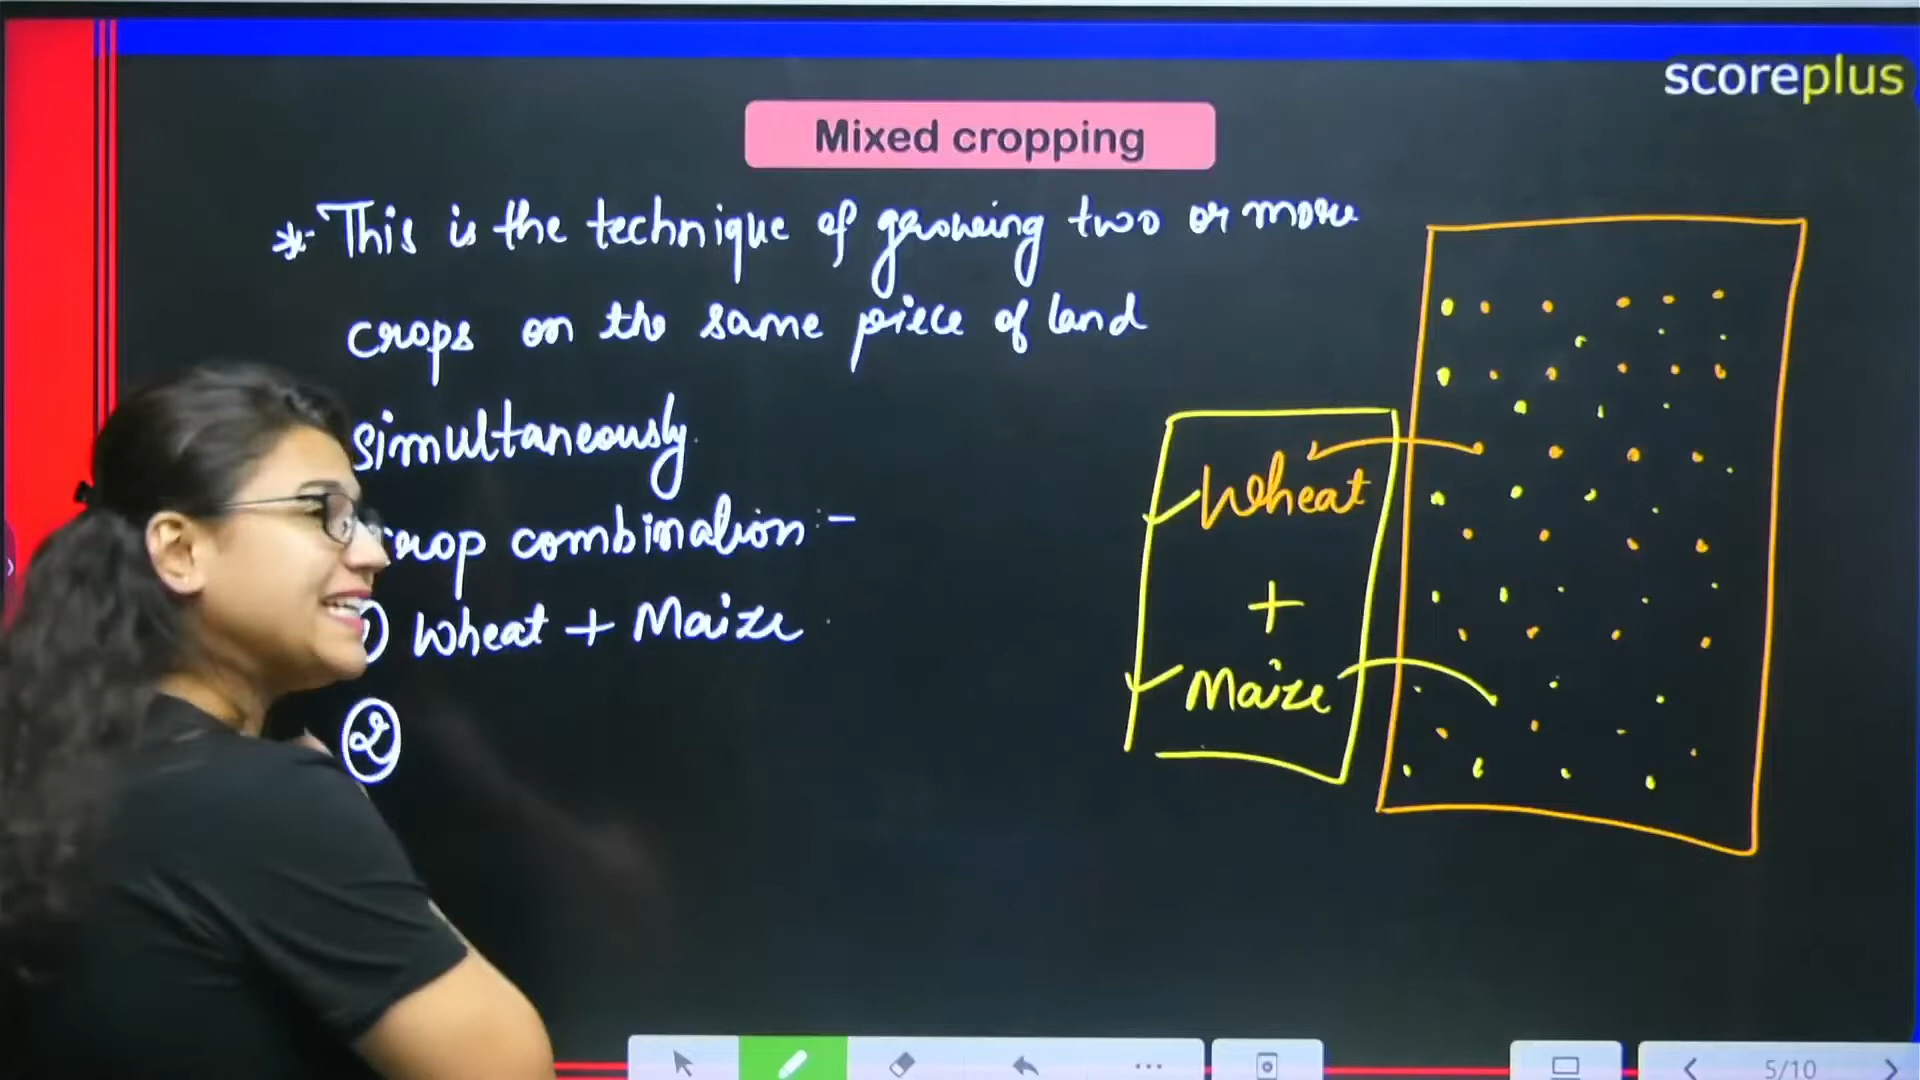 scoreplus
Mixed cropping
* This is the technique of growing two or more
crops on the same piece of land
simultaneously
crop combination :-
1) Wheat + Maize
2
Wheat
+
Maize
5/10